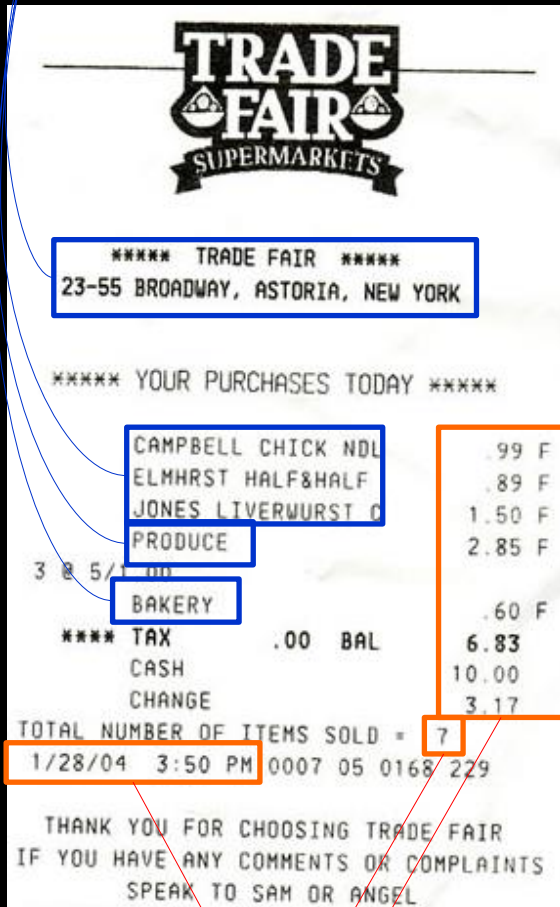 TRADE
FAIR
SUPERMARKETS
***** TRADE FAIR *****
23-55 BROADWAY, ASTORIA, NEW YORK
***** YOUR PURCHASES TODAY *****
CAMPBELL CHICK NDL .99 F
ELMHRST HALF&HALF .89 F
JONES LIVERWURST C 1.50 F
PRODUCE 2.85 F
3 @ 5/1.00
BAKERY .60 F
**** TAX .00 BAL 6.83
CASH 10.00
CHANGE 3.17
TOTAL NUMBER OF ITEMS SOLD = 7
1/28/04 3:50 PM 0007 05 0168 229
THANK YOU FOR CHOOSING TRADE FAIR
IF YOU HAVE ANY COMMENTS OR COMPLAINTS
SPEAK TO SAM OR ANGEL